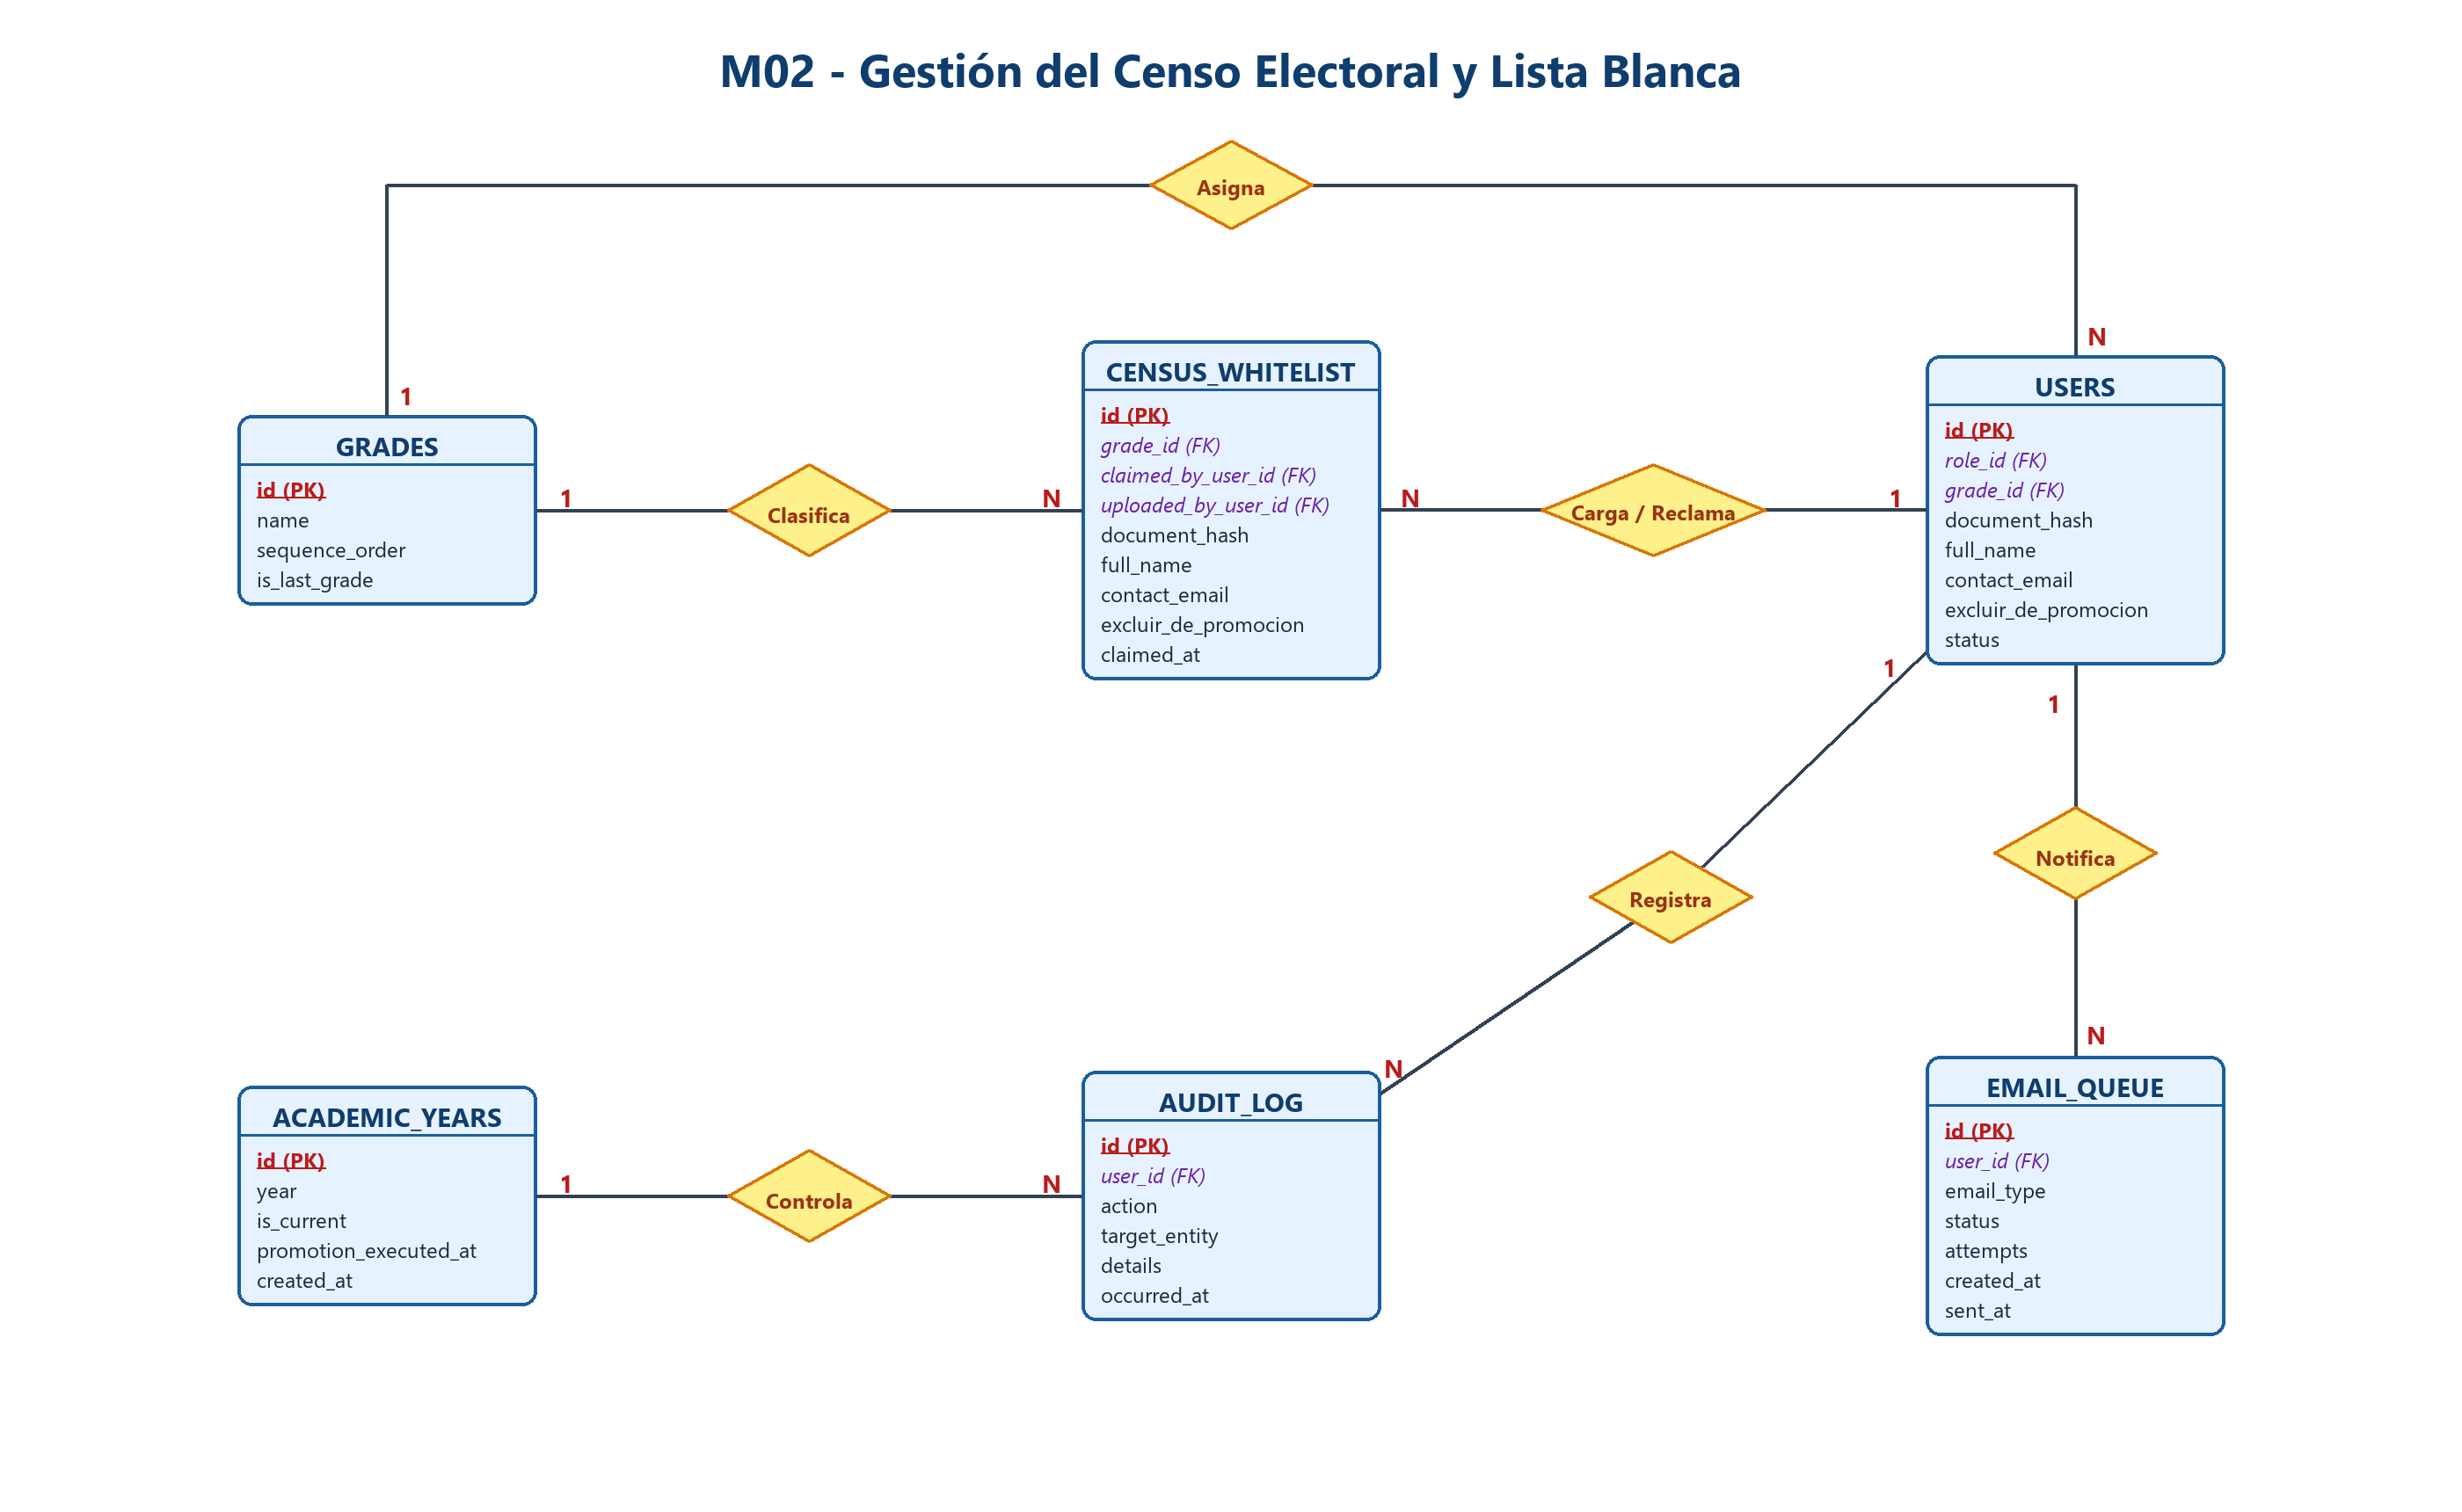 M02 - Gestión del Censo Electoral y Lista Blanca
Asigna
1
N
GRADES
id (PK)
name
sequence_order
is_last_grade
1
Clasifica
N
CENSUS_WHITELIST
id (PK)
grade_id (FK)
claimed_by_user_id (FK)
uploaded_by_user_id (FK)
document_hash
full_name
contact_email
excluir_de_promocion
claimed_at
N
Carga / Reclama
1
USERS
id (PK)
role_id (FK)
grade_id (FK)
document_hash
full_name
contact_email
excluir_de_promocion
status
1
Registra
N
1
Notifica
N
ACADEMIC_YEARS
id (PK)
year
is_current
promotion_executed_at
created_at
1
Controla
N
AUDIT_LOG
id (PK)
user_id (FK)
action
target_entity
details
occurred_at
EMAIL_QUEUE
id (PK)
user_id (FK)
email_type
status
attempts
created_at
sent_at